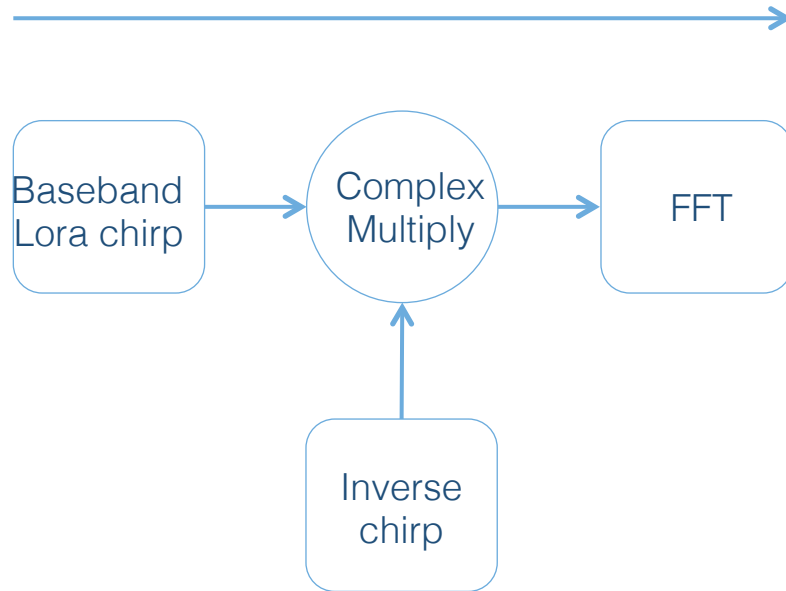 Baseband
Lora chirp
Complex
Multiply
FFT
Inverse
chirp